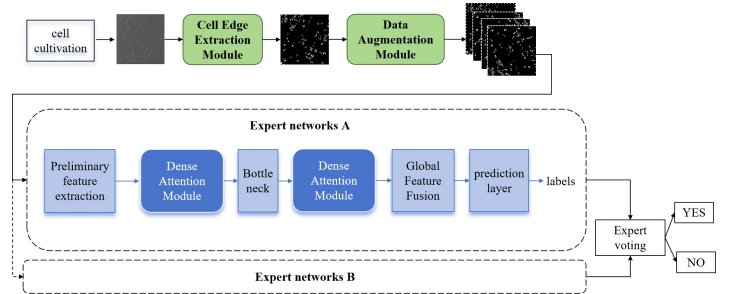 cell
cultivation
Cell Edge
Extraction
Module
Data
Augmentation
Module
Expert networks A
Preliminary
feature
extraction
Dense
Attention
Module
Bottle
neck
Dense
Attention
Module
Global
Feature
Fusion
prediction
layer
labels
Expert
voting
YES
NO
Expert networks B